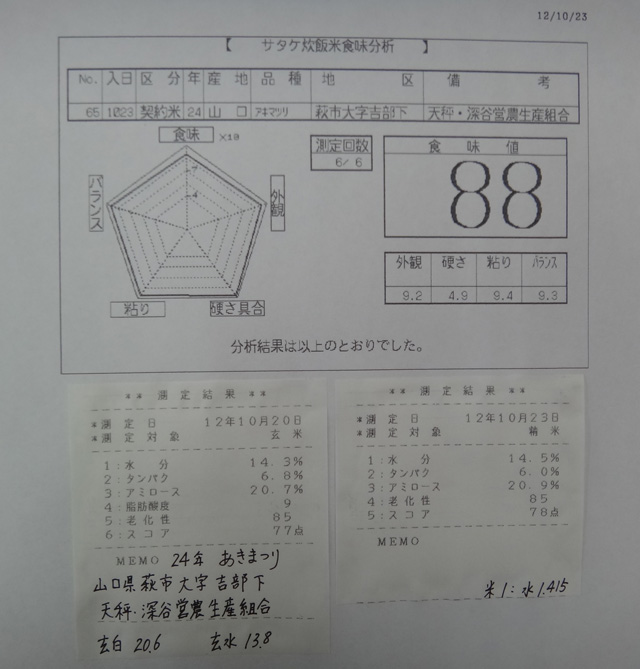 12/10/23
【 サタケ炊飯米食味分析 】
No. 入日 区分 年 産地 品種 地区 備考
65 1023 契約米 24 山口 アキマツリ 萩市大字吉部下 天秤・深谷営農生産組合
食味 ×10
バランス
外観
粘り
硬さ具合
測定回数
6/ 6
食味値
88
外観 硬さ 粘り バランス
9.2 4.9 9.4 9.3
分析結果は以上のとおりでした。
** 測定結果 **
*測定日 12年10月20日
*測定対象 玄米
1:水分 14.3%
2:タンパク 6.8%
3:アミロース 20.7%
4:脂肪酸度 9
5:老化性 85
6:スコア 77点
MEMO 24年 あきまつり
山口県萩市大字吉部下
天秤・深谷営農生産組合
玄白 20.6 玄水 13.8
** 測定結果 **
*測定日 12年10月23日
*測定対象 精米
1:水分 14.5%
2:タンパク 6.0%
3:アミロース 20.9%
4:老化性 85
5:スコア 78点
MEMO
米1:水1.415